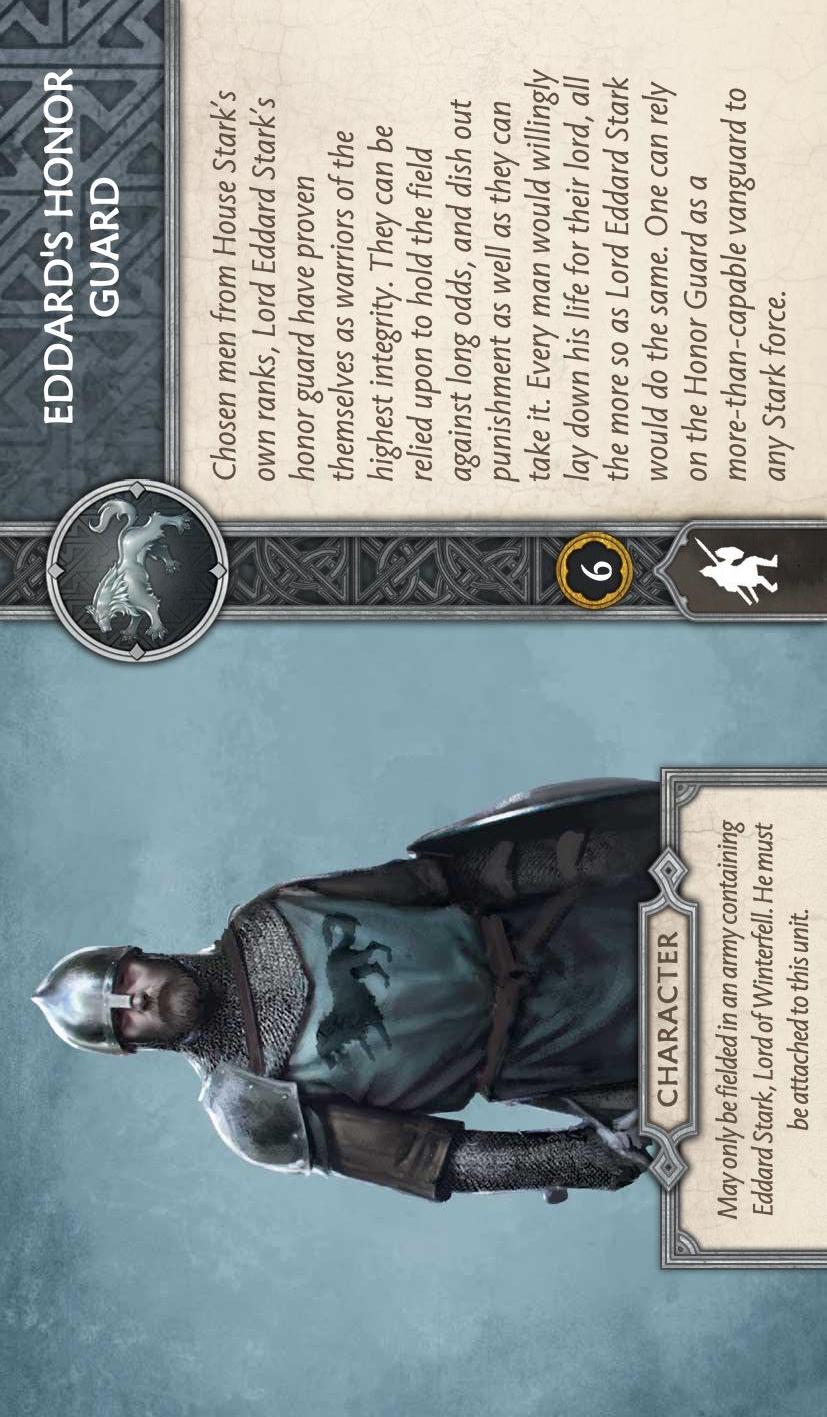 EDDARD'S HONOR
GUARD
Chosen men from House Stark's
own ranks, Lord Eddard Stark's
honor guard have proven
themselves as warriors of the
highest integrity. They can be
relied upon to hold the field
against long odds, and dish out
punishment as well as they can
take it. Every man would willingly
lay down his life for their lord, all
the more so as Lord Eddard Stark
would do the same. One can rely
on the Honor Guard as a
more-than-capable vanguard to
any Stark force.
6
CHARACTER
May only be fielded in an army containing
Eddard Stark, Lord of Winterfell. He must
be attached to this unit.